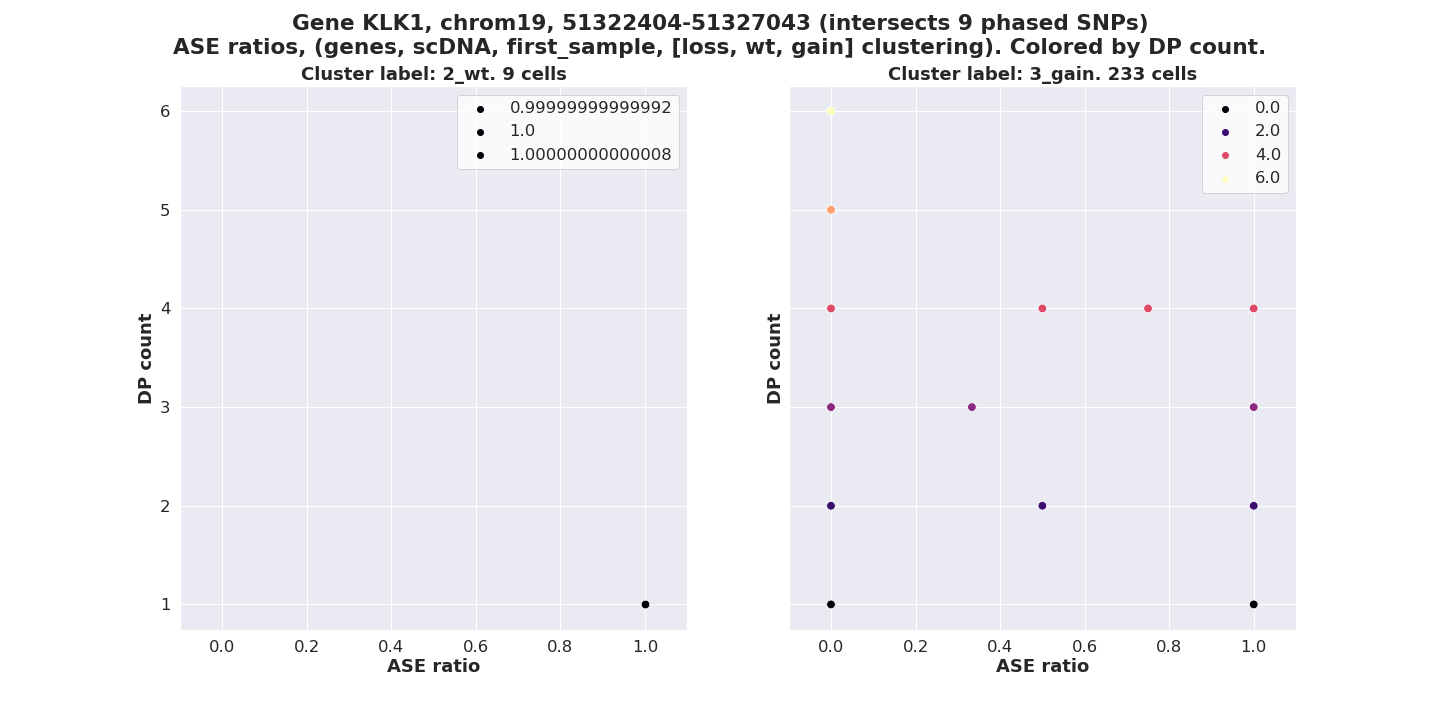 Gene KLK1, chrom19, 51322404-51327043 (intersects 9 phased SNPs)
ASE ratios, (genes, scDNA, first_sample, [loss, wt, gain] clustering). Colored by DP count.
Cluster label: 2_wt. 9 cells
0.99999999999992
1.0
1.00000000000008
6
5
4
3
2
1
DP count
0.0 0.2 0.4 0.6 0.8 1.0
ASE ratio
Cluster label: 3_gain. 233 cells
0.0
2.0
4.0
6.0
DP count
0.0 0.2 0.4 0.6 0.8 1.0
ASE ratio